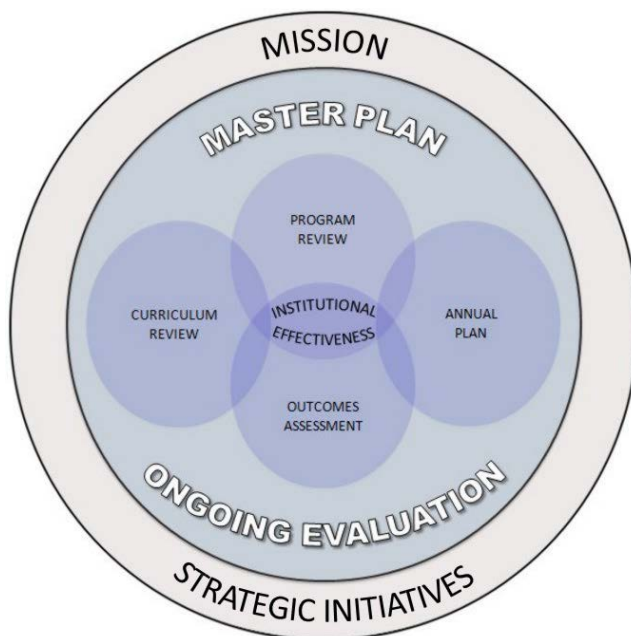 MISSION
MASTER PLAN
PROGRAM
REVIEW
CURRICULUM
REVIEW
INSTITUTIONAL
EFFECTIVENESS
ANNUAL
PLAN
OUTCOMES
ASSESSMENT
ONGOING EVALUATION
STRATEGIC INITIATIVES